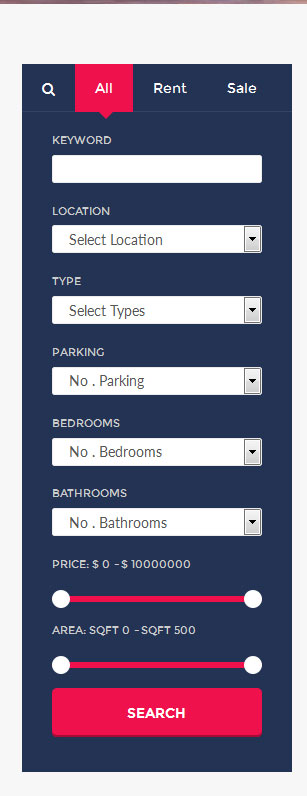 All Rent Sale
KEYWORD
LOCATION
Select Location
TYPE
Select Types
PARKING
No . Parking
BEDROOMS
No . Bedrooms
BATHROOMS
No . Bathrooms
PRICE: $ 0 - $ 10000000
AREA: SQFT 0 - SQFT 500
SEARCH